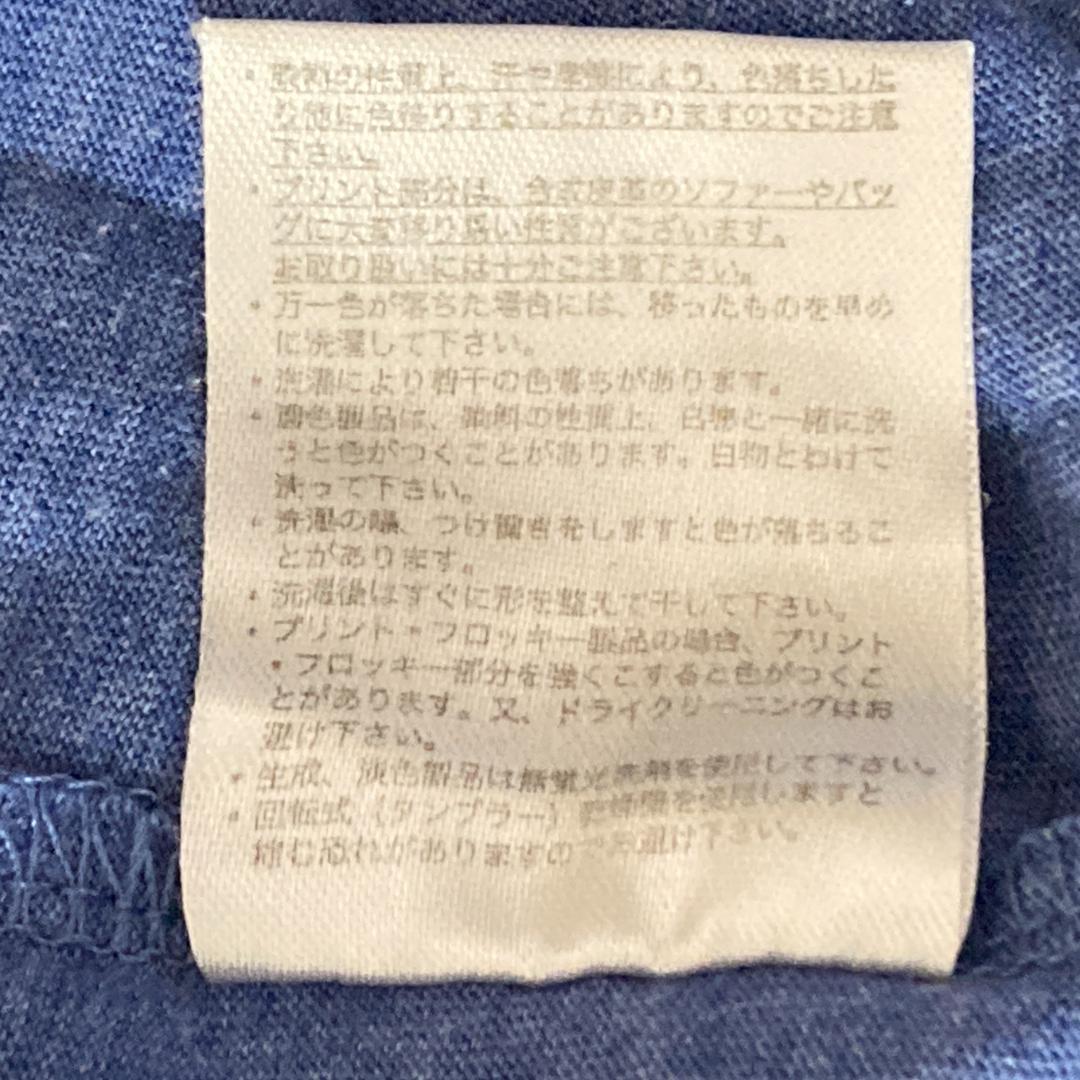 ・素材の性質上、汗や摩擦により、色落ちした
り他に色移りすることがありますのでご注意
下さい。
・プリント部分は、合成皮革のソファーやバッ
グに大変移り易い性質がございます。
お取り扱いには十分ご注意下さい。
・万一色が落ちた場合には、移ったものを早め
に洗濯して下さい。
・洗濯により若干の色落ちがあります。
・濃色製品は、染料の性質上、白物と一緒に洗
うと色がつくことがあります。白物とわけて
洗って下さい。
・洗濯の際、つけ置きをしますと色が落ちるこ
とがあります。
・洗濯後はすぐに形を整えて干して下さい。
・プリント・フロッキー製品の場合、プリント
・フロッキー部分を強くこすると色がつくこ
とがあります。又、ドライクリーニングはお
避け下さい。
・生成、淡色製品は無蛍光洗剤を使用して下さい。
・回転式（タンブラー）乾燥機を使用しますと
縮む恐れがありますのでお避け下さい。